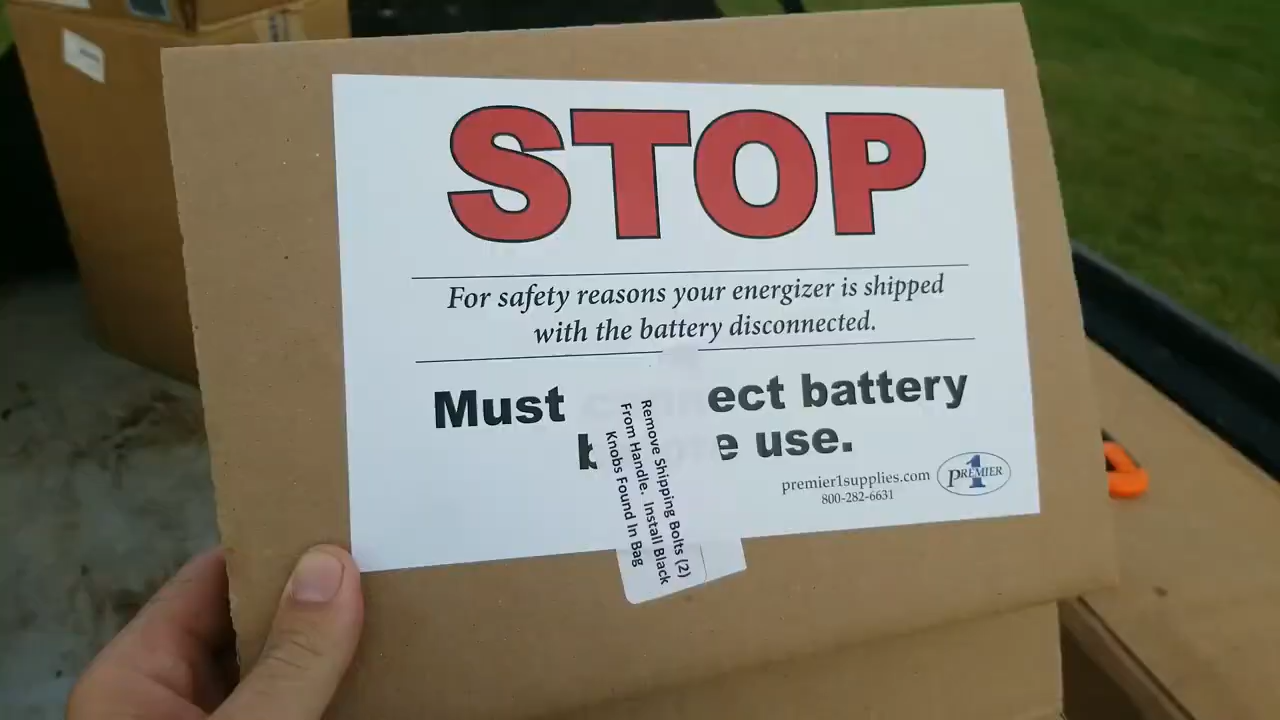 STOP
For safety reasons your energizer is shipped
with the battery disconnected.
Must ect battery
use.
premier1supplies.com
800-282-6631
PREMIER 1
Remove Shipping Bolts (2)
From Handle. Install Black
Knobs Found In Bag